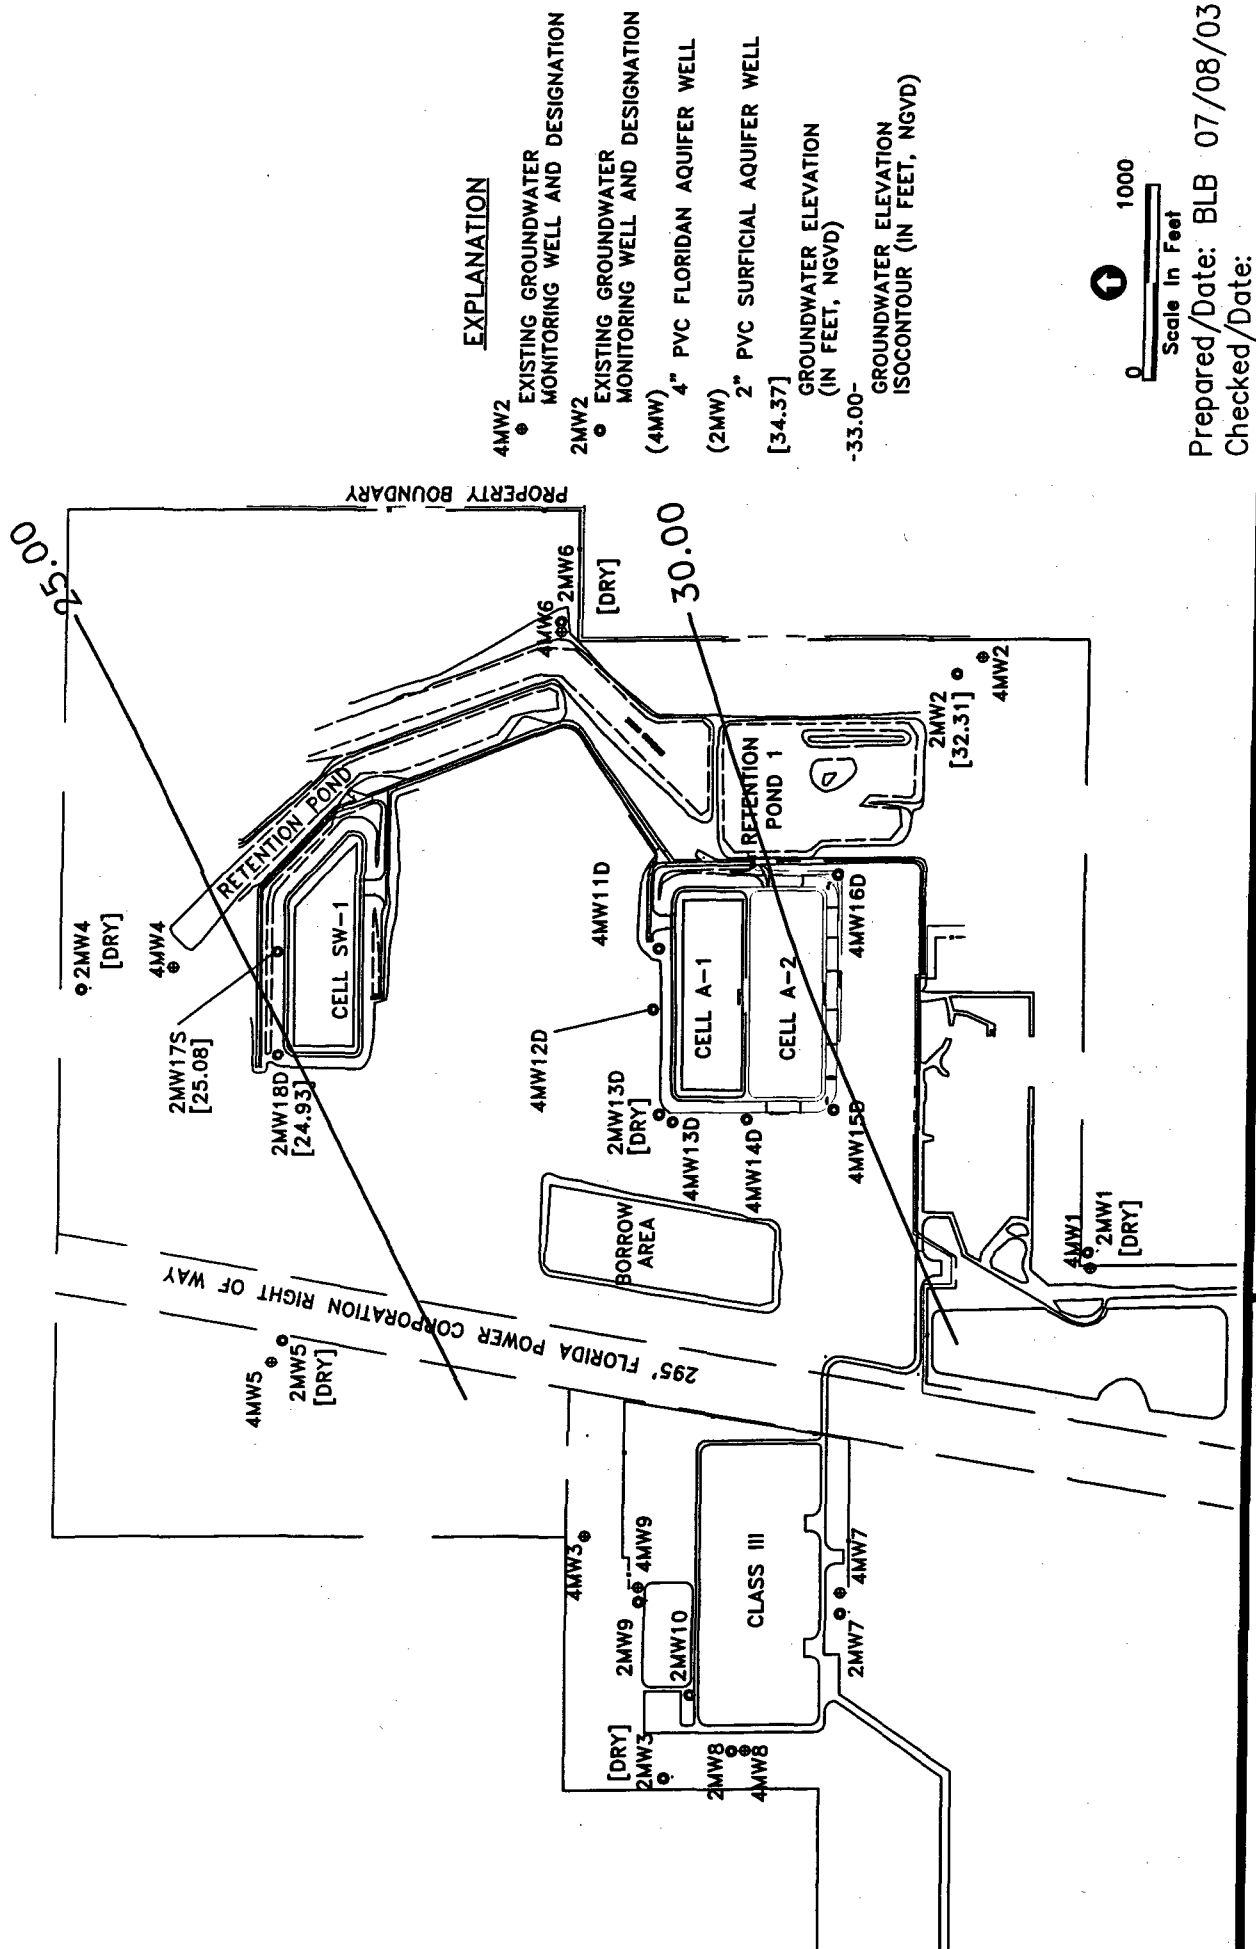 25.00
PROPERTY BOUNDARY
2MW4
[DRY]
4MW4
RETENTION POND
CELL SW-1
2MW17S
[25.08]
2MW18D
[24.93]
4MW6
2MW6
[DRY]
30.00
4MW5
2MW5
[DRY]
295' FLORIDA POWER CORPORATION RIGHT OF WAY
BORROW
AREA
4MW11D
4MW12D
2MW13D
[DRY]
4MW13D
4MW14D
4MW15D
4MW16D
CELL A-1
CELL A-2
RETENTION
POND 1
2MW2
[32.31]
4MW2
4MW1
2MW1
[DRY]
4MW3
4MW9
2MW9
2MW10
CLASS III
[DRY]
2MW3
2MW8
4MW8
4MW7
2MW7
EXPLANATION
4MW2
EXISTING GROUNDWATER
MONITORING WELL AND DESIGNATION
2MW2
EXISTING GROUNDWATER
MONITORING WELL AND DESIGNATION
(4MW)
4" PVC FLORIDAN AQUIFER WELL
(2MW)
2" PVC SURFICIAL AQUIFER WELL
[34.37]
GROUNDWATER ELEVATION
(IN FEET, NGVD)
-33.00-
GROUNDWATER ELEVATION
ISOCONTOUR (IN FEET, NGVD)
0 1000
Scale In Feet
Prepared/Date: BLB 07/08/03
Checked/Date: